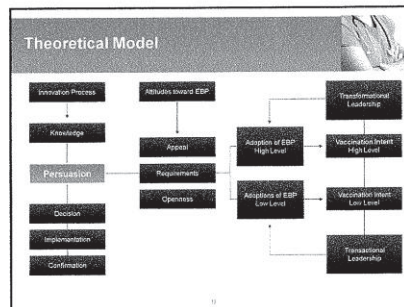 Theoretical Model
Innovation Process
Knowledge
Persuasion
Decision
Implementation
Confirmation
Attitudes toward EBP
Appeal
Requirements
Openness
Adoption of EBP
High Level
Adoptions of EBP
Low Level
Transformational
Leadership
Vaccination Intent
High Level
Vaccination Intent
Low Level
Transactional
Leadership